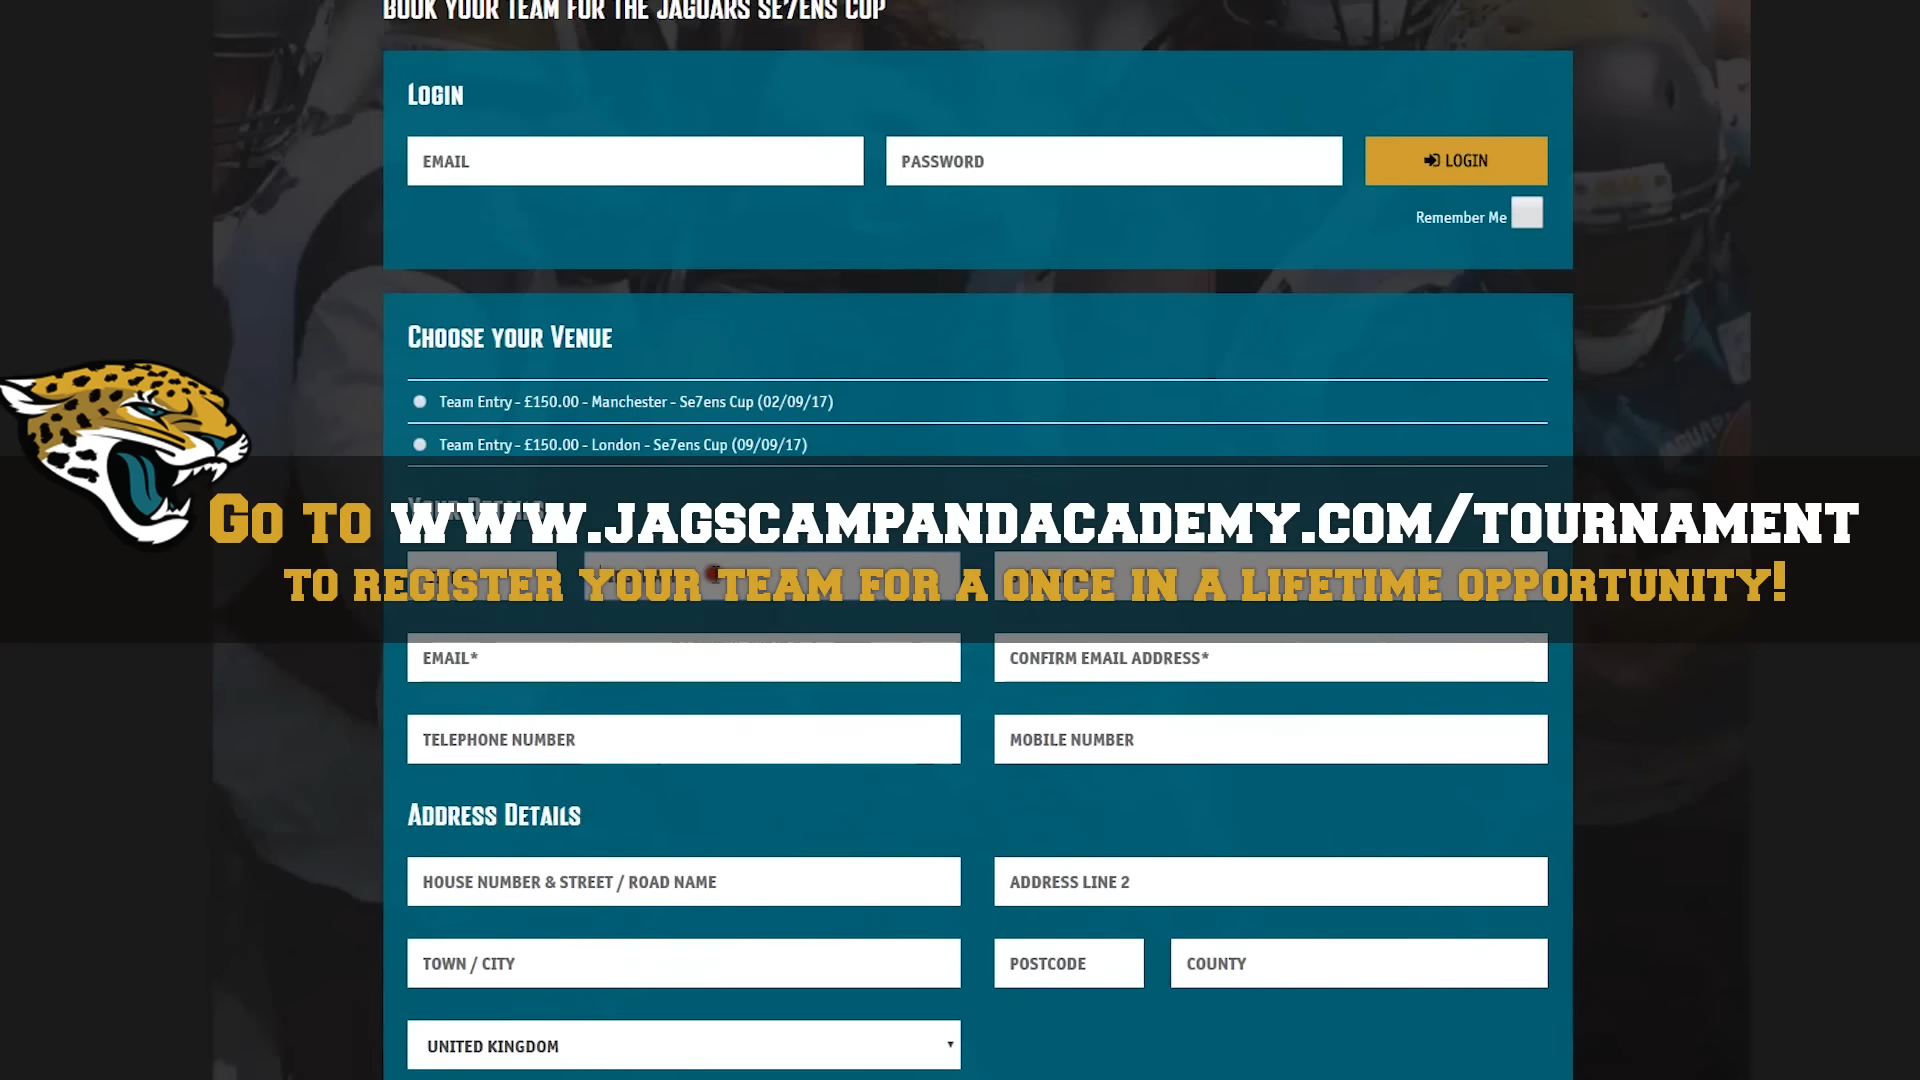 BOOK YOUR TEAM FOR THE JAGUARS SE7ENS CUP
LOGIN
EMAIL
PASSWORD
LOGIN
Remember Me
CHOOSE YOUR VENUE
Team Entry - £150.00 - Manchester - Se7ens Cup (02/09/17)
Team Entry - £150.00 - London - Se7ens Cup (09/09/17)
YOUR DETAILS
GO TO WWW.JAGSCAMPANDACADEMY.COM/TOURNAMENT
TO REGISTER YOUR TEAM FOR A ONCE IN A LIFETIME OPPORTUNITY!
EMAIL*
CONFIRM EMAIL ADDRESS*
TELEPHONE NUMBER
MOBILE NUMBER
ADDRESS DETAILS
HOUSE NUMBER & STREET / ROAD NAME
ADDRESS LINE 2
TOWN / CITY
POSTCODE
COUNTY
UNITED KINGDOM